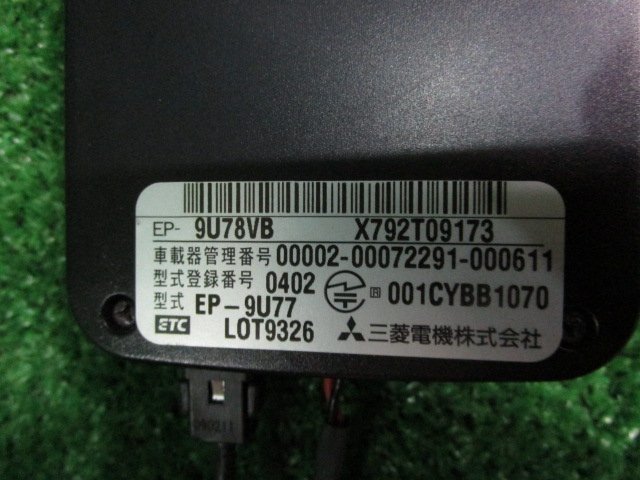 EP- 9U78VB X792T09173
車載器管理番号 00002-00072291-000611
型式登録番号 0402 R 001CYBB1070
型式 EP-9U77
ETC LOT9326 三菱電機株式会社